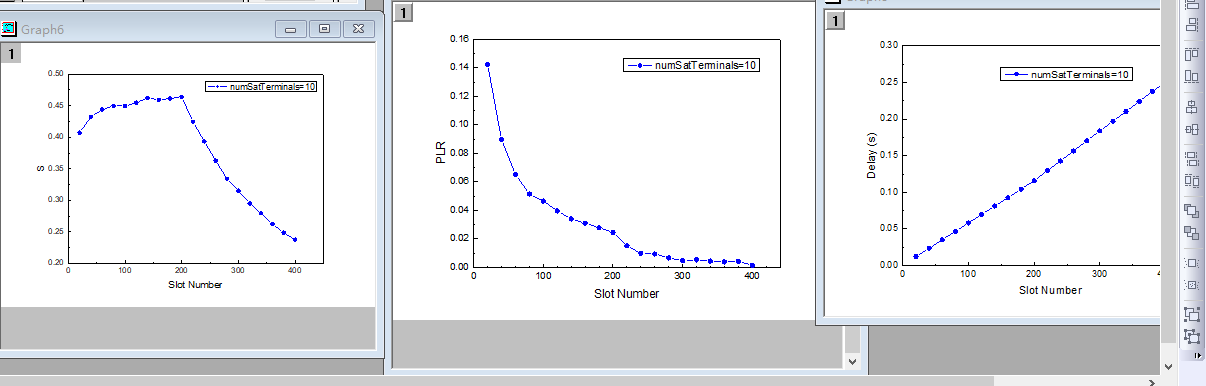 Graph6
1
0.50
0.45
0.40
0.35
0.30
0.25
0.20
S
numSatTerminals=10
0 100 200 300 400
Slot Number
1
0.16
0.14
0.12
0.10
0.08
0.06
0.04
0.02
0.00
PLR
numSatTerminals=10
0 100 200 300 400
Slot Number
1
0.30
0.25
0.20
0.15
0.10
0.05
0.00
Delay (s)
numSatTerminals=10
0 100 200 300 4
Slot Number